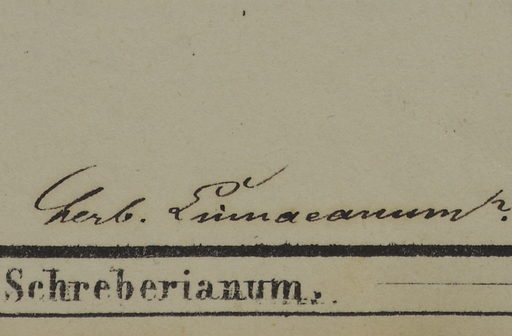 herb. Linnaeanum?
Schreberianum.